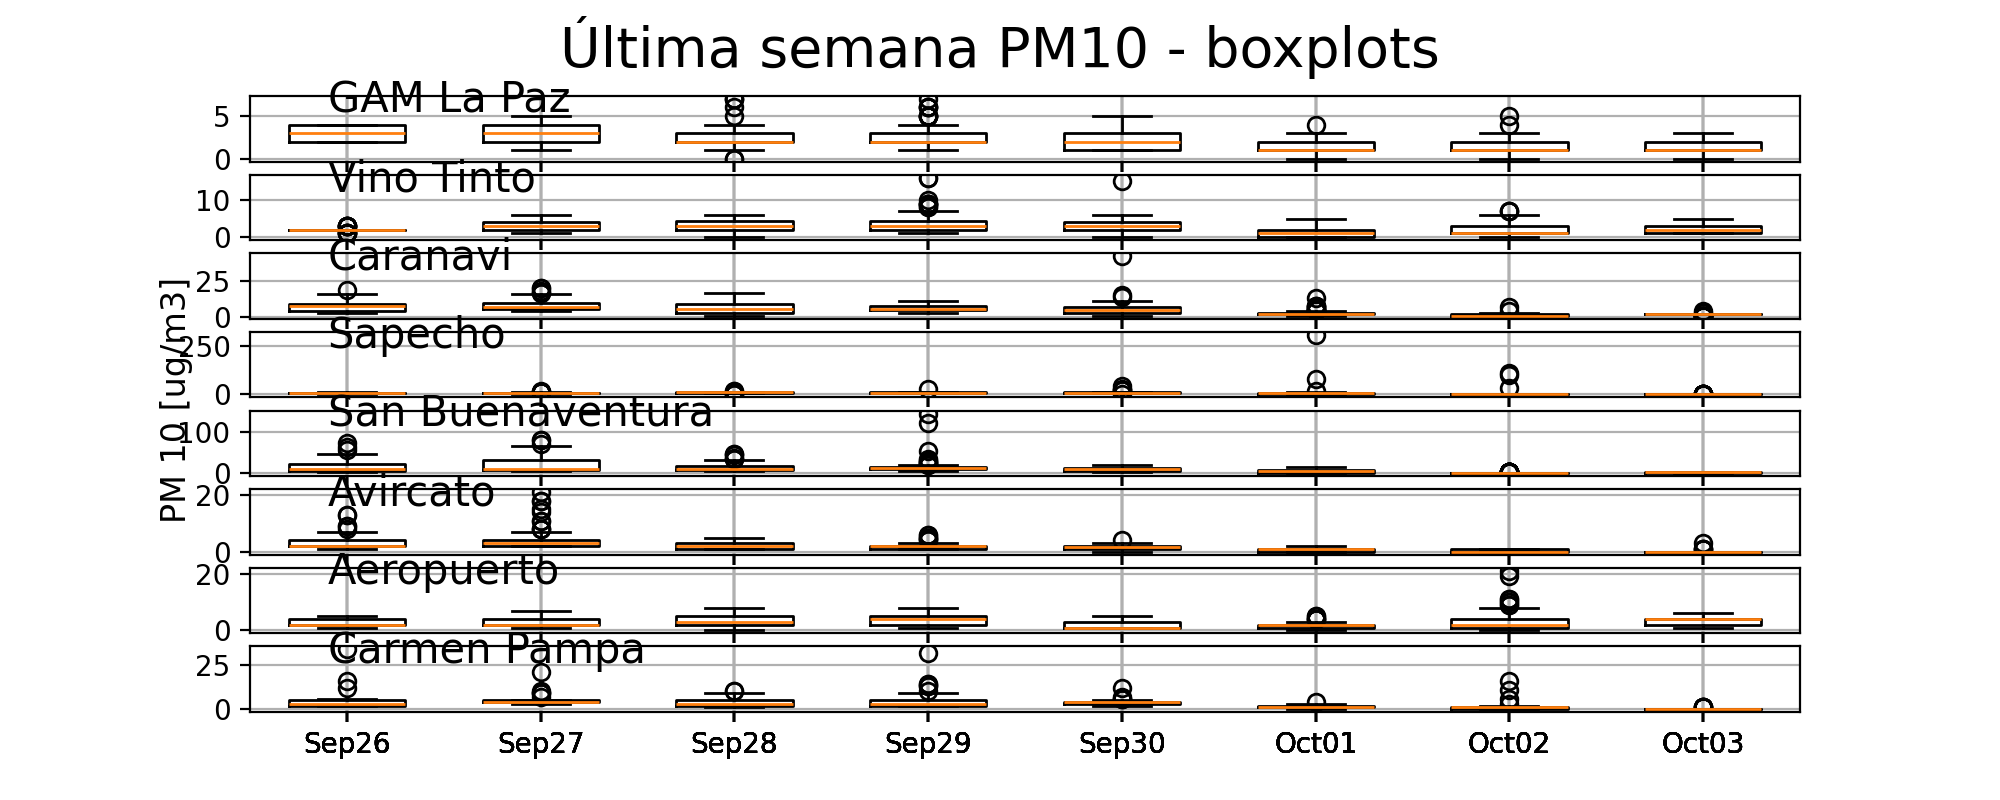 Última semana PM10 - boxplots
GAM La Paz
5
0
Vino Tinto
10
0
Caranavi
25
0
Sapecho
250
0
PM 10 [ug/m3]
San Buenaventura
100
0
Avircato
20
0
Aeropuerto
20
0
Carmen Pampa
25
0
Sep26 Sep27 Sep28 Sep29 Sep30 Oct01 Oct02 Oct03